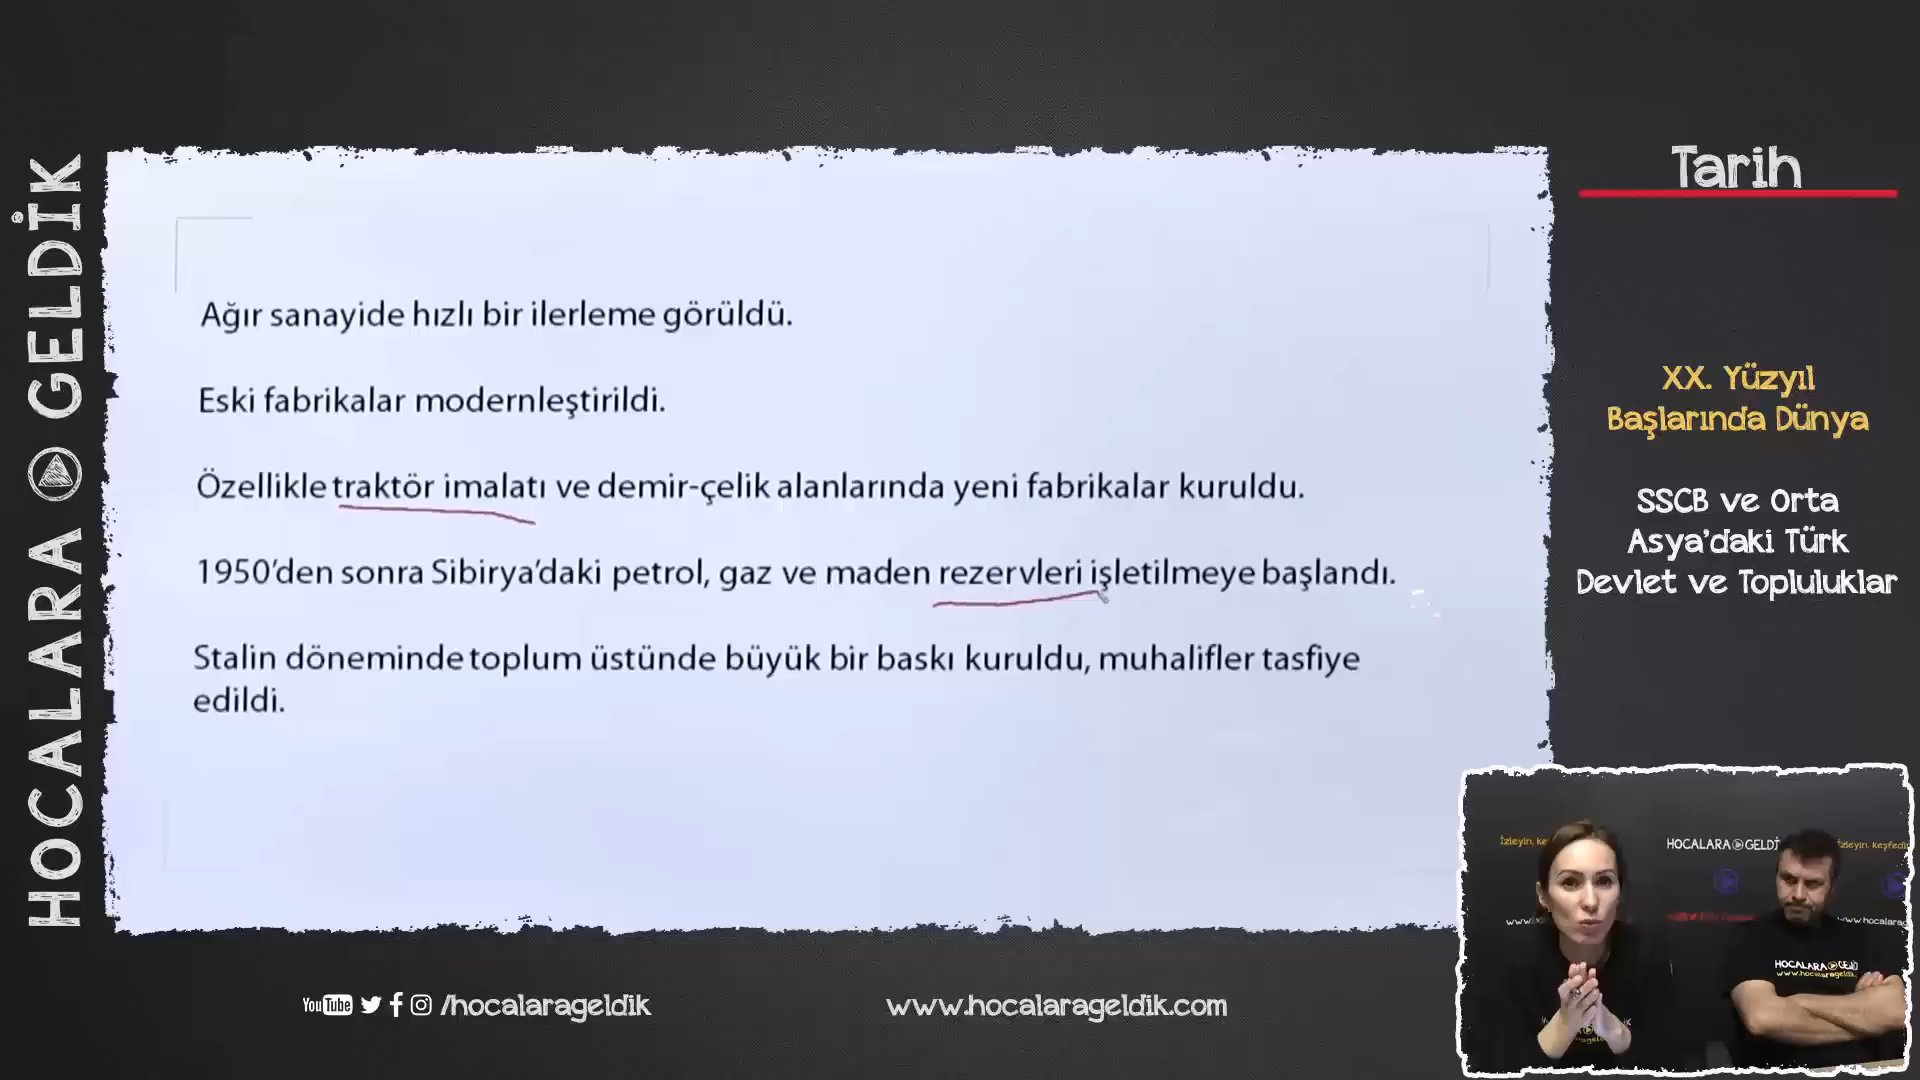 HOCALARA GELDİK
Tarih
Ağır sanayide hızlı bir ilerleme görüldü.
Eski fabrikalar modernleştirildi.
Özellikle traktör imalatı ve demir-çelik alanlarında yeni fabrikalar kuruldu.
1950'den sonra Sibirya'daki petrol, gaz ve maden rezervleri işletilmeye başlandı.
Stalin döneminde toplum üstünde büyük bir baskı kuruldu, muhalifler tasfiye
edildi.
XX. Yüzyıl
Başlarında Dünya
SSCB ve Orta
Asya'daki Türk
Devlet ve Topluluklar
HOCALARA GELDİ
HOCALARA GELDİ
YouTube /hocalarageldik
www.hocalarageldik.com